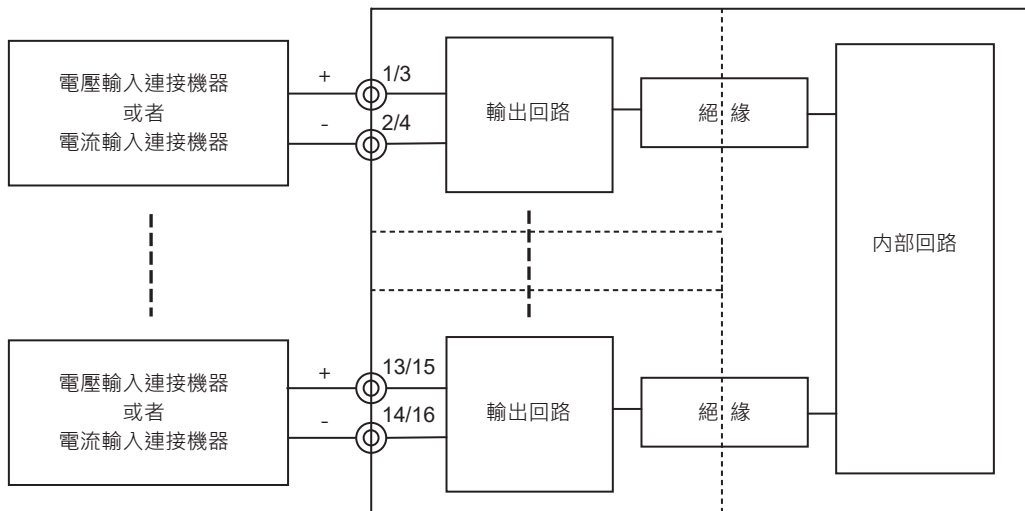 電壓輸入連接機器
或者
電流輸入連接機器
+
-
1/3
2/4
輸出回路
絕 緣
内部回路
電壓輸入連接機器
或者
電流輸入連接機器
+
-
13/15
14/16
輸出回路
絕 緣